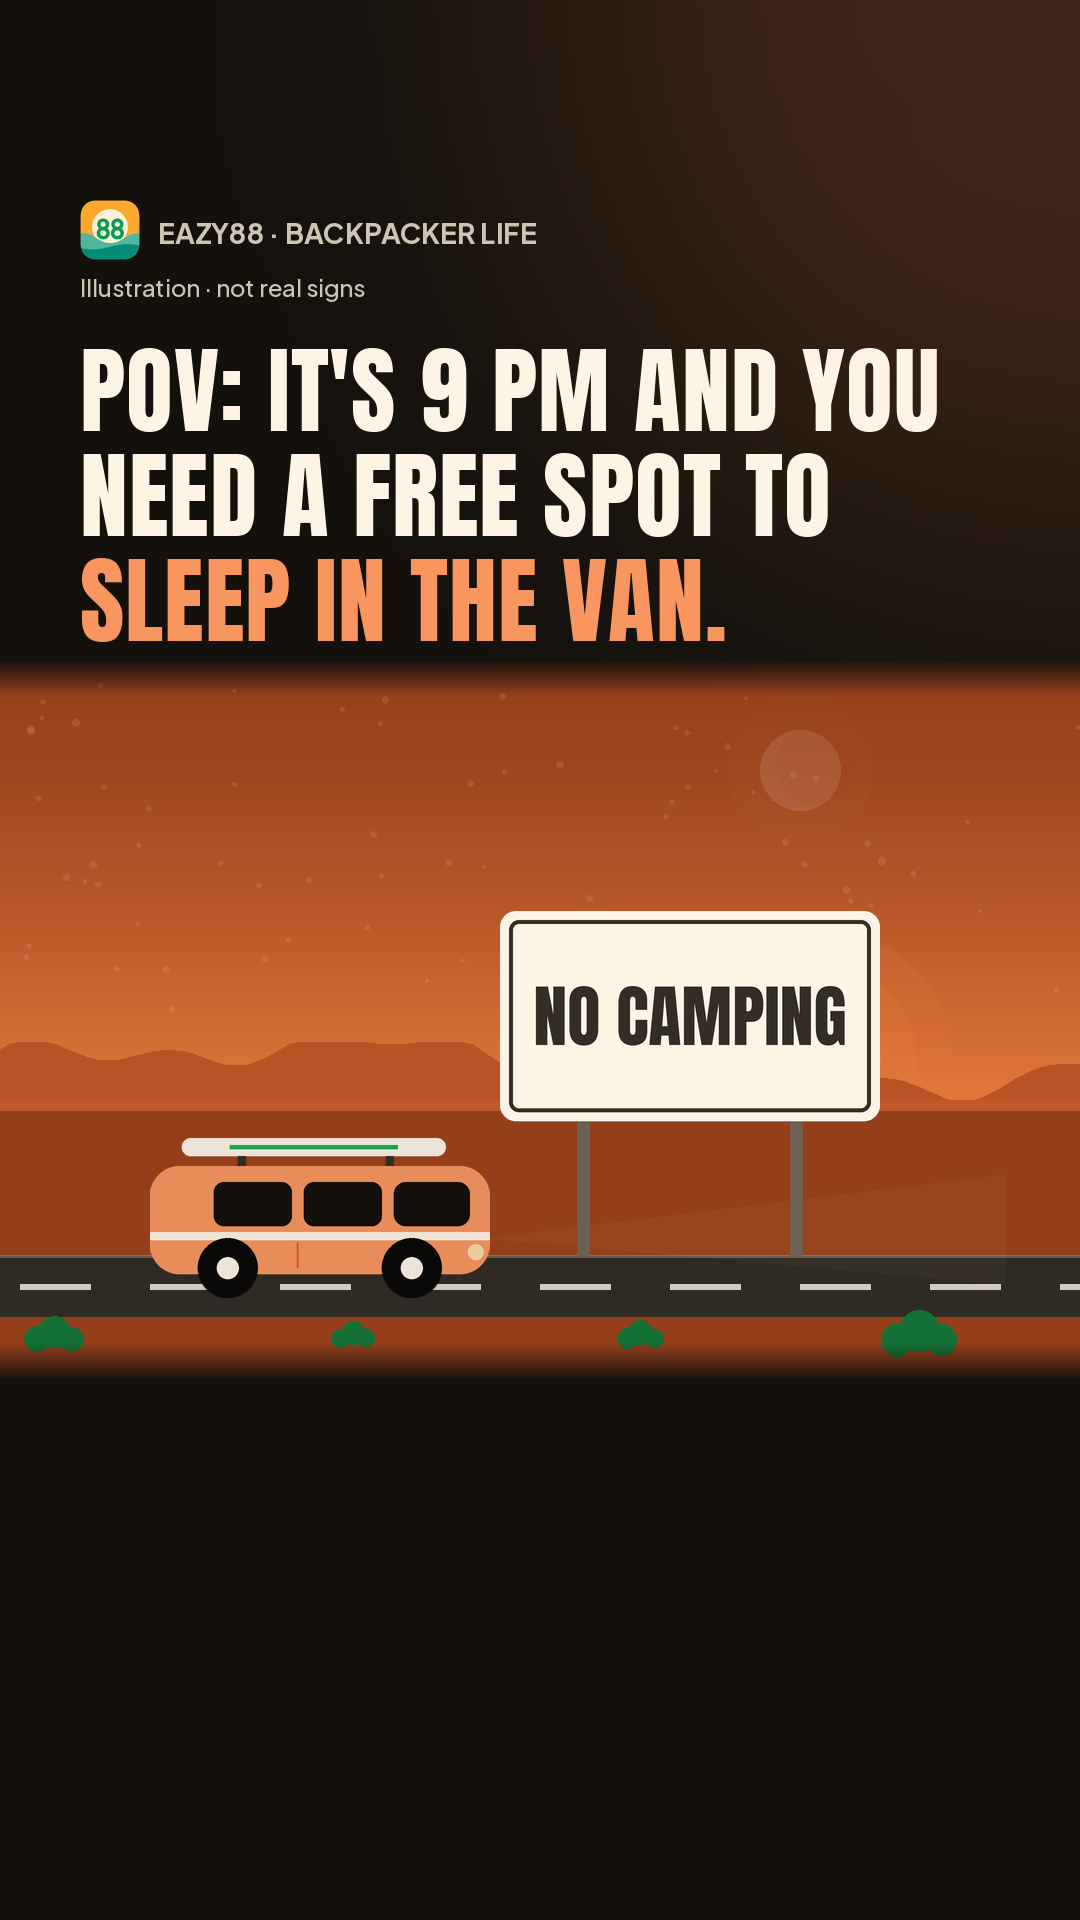 88
EAZY88 · BACKPACKER LIFE
Illustration · not real signs
POV: IT'S 9 PM AND YOU
NEED A FREE SPOT TO
SLEEP IN THE VAN.
NO CAMPING